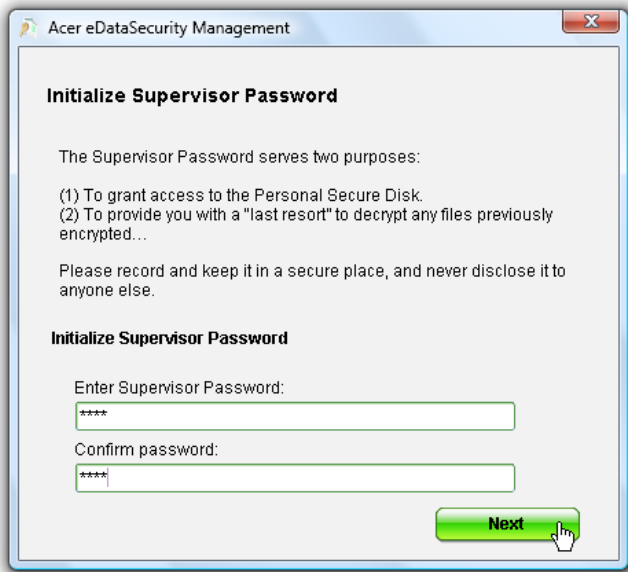 Acer eDataSecurity Management
X
Initialize Supervisor Password
The Supervisor Password serves two purposes:
(1) To grant access to the Personal Secure Disk.
(2) To provide you with a "last resort" to decrypt any files previously
encrypted...
Please record and keep it in a secure place, and never disclose it to
anyone else.
Initialize Supervisor Password
Enter Supervisor Password:
****
Confirm password:
****
Next